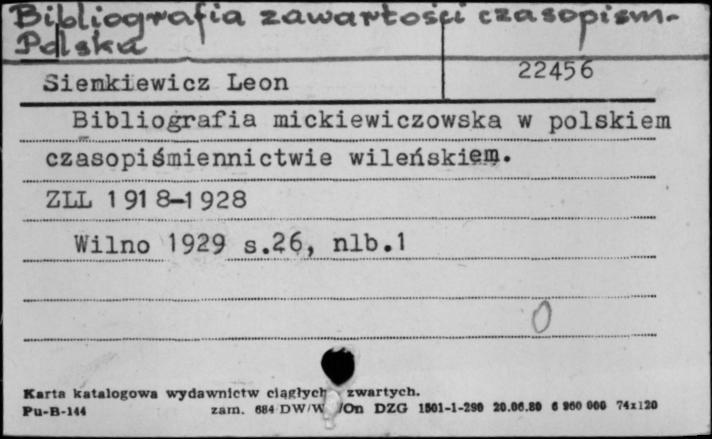 Bibliografia zawartości czasopism-
Polska
Sienkiewicz Leon
22456
Bibliografia mickiewiczowska w polskiem
czasopiśmiennictwie wileńskiem.
ZLL 1918-1928
Wilno 1929 s.26, nlb.1
0
Karta katalogowa wydawnictw ciągłych zwartych.
Pu-B-144 zam. 684 DW/W /On DZG 1501-1-290 20.06.80 6 960 000 74x120